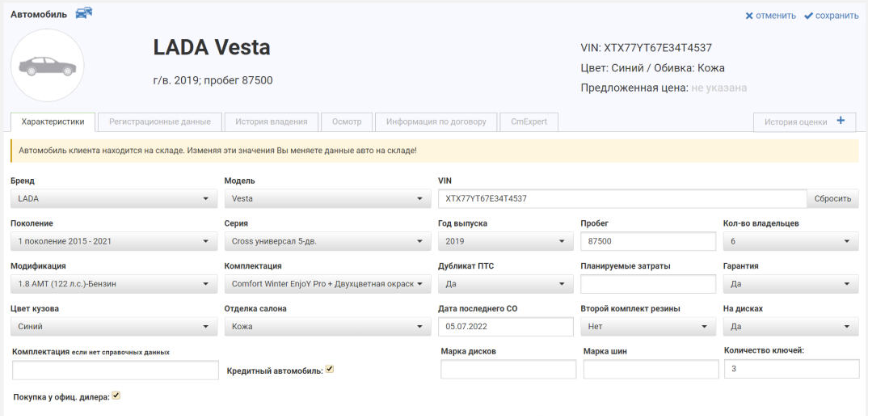 Автомобиль
отменить сохранить
LADA Vesta
г/в. 2019; пробег 87500
VIN: XTX77YT67E34T4537
Цвет: Синий / Обивка: Кожа
Предложенная цена: не указана
Характеристики Регистрационные данные История владения Осмотр Информация по договору CmExpert История оценки
Автомобиль клиента находится на складе. Изменяя эти значения Вы меняете данные авто на складе!
Бренд Модель VIN
LADA Vesta XTX77YT67E34T4537 Сбросить
Поколение Серия Год выпуска Пробег Кол-во владельцев
1 поколение 2015 - 2021 Cross универсал 5-дв. 2019 87500 6
Модификация Комплектация Дубликат ПТС Планируемые затраты Гарантия
1.8 AMT (122 л.с.)-Бензин Comfort Winter EnjoY Pro + Двухцветная окраск Да Да
Цвет кузова Отделка салона Дата последнего СО Второй комплект резины На дисках
Синий Кожа 05.07.2022 Нет Да
Комплектация если нет справочных данных Кредитный автомобиль: Марка дисков Марка шин Количество ключей:
3
Покупка у офиц. дилера: